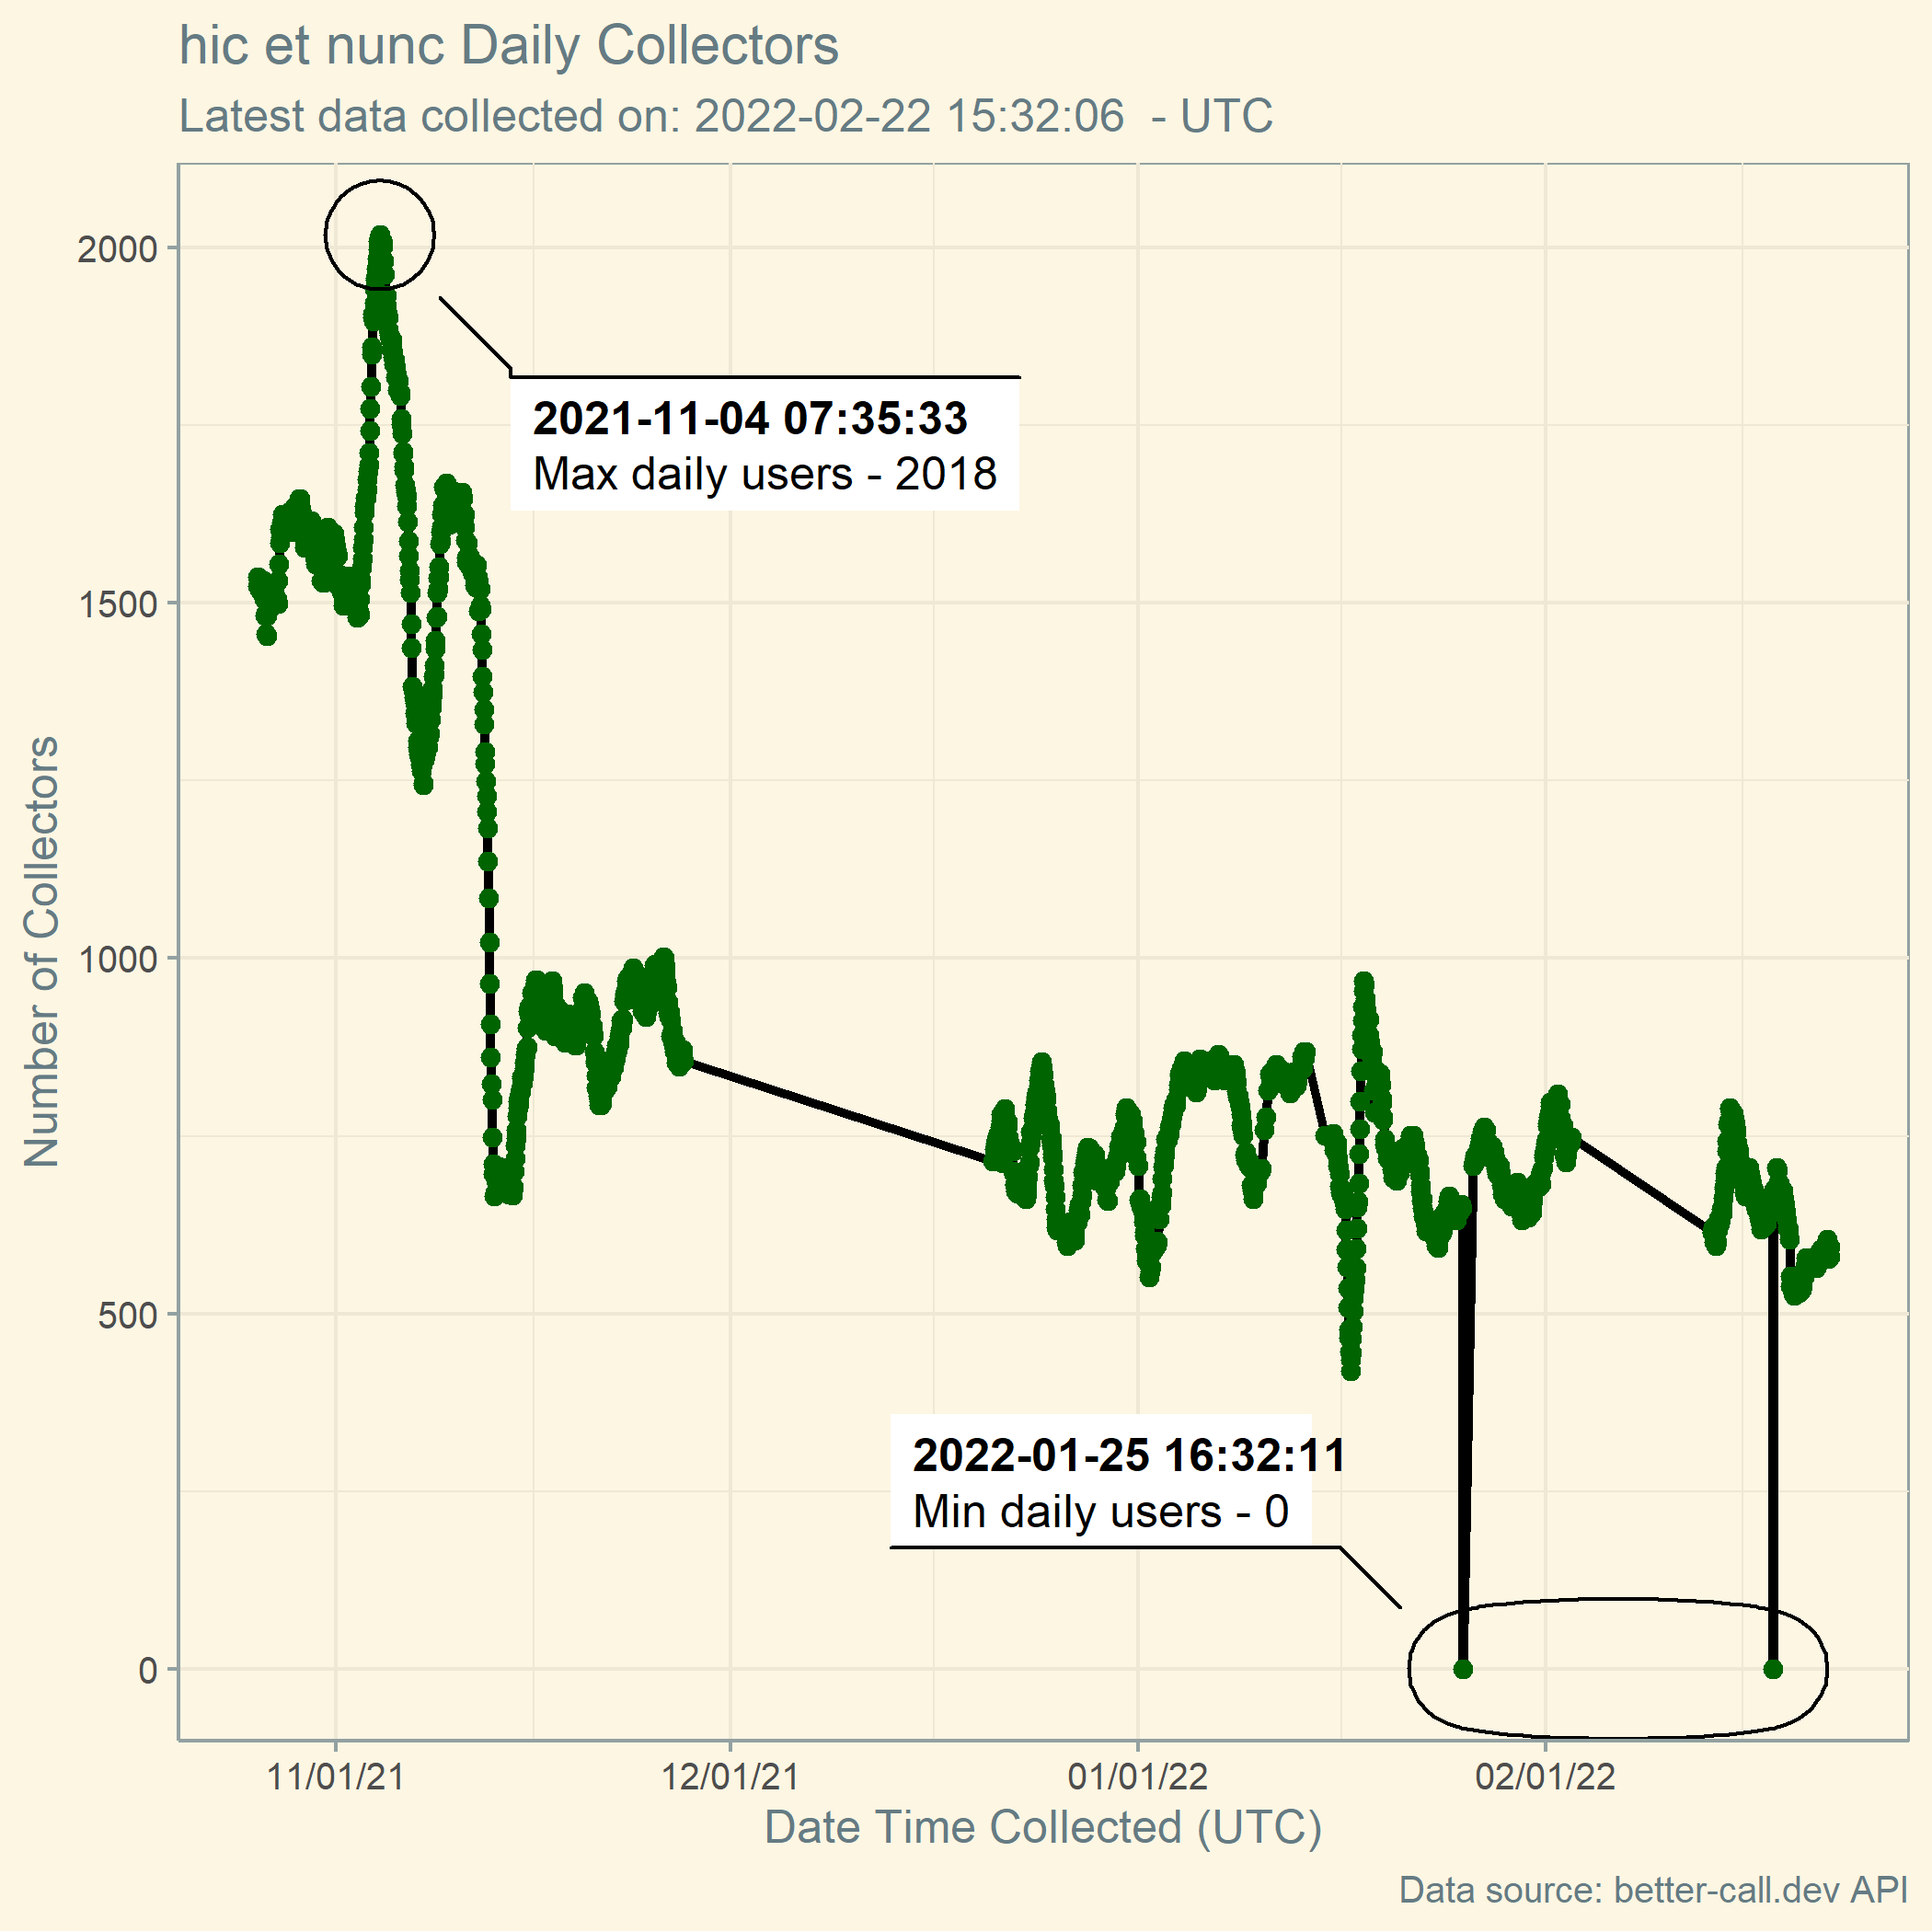 hic et nunc Daily Collectors
Latest data collected on: 2022-02-22 15:32:06  - UTC
Number of Collectors
2000
1500
1000
500
0
2021-11-04 07:35:33
Max daily users - 2018
2022-01-25 16:32:11
Min daily users - 0
11/01/21
12/01/21
01/01/22
02/01/22
Date Time Collected (UTC)
Data source: better-call.dev API